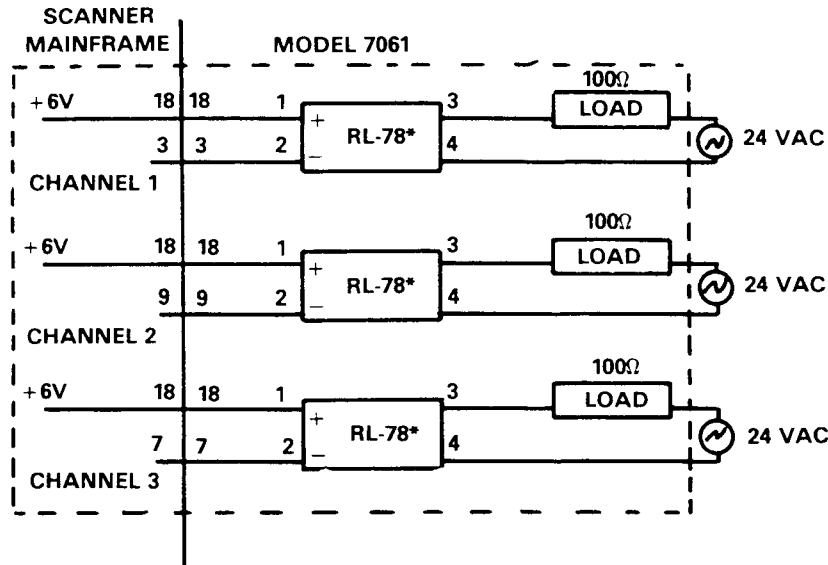 SCANNER
MAINFRAME
MODEL 7061
100Ω
+6V 18 18 1 3 LOAD
+ RL-78* 24 VAC
3 3 2 − 4
CHANNEL 1
100Ω
+6V 18 18 1 3 LOAD
+ RL-78* 24 VAC
9 9 2 − 4
CHANNEL 2
100Ω
+6V 18 18 1 3 LOAD
+ RL-78* 24 VAC
7 7 2 − 4
CHANNEL 3